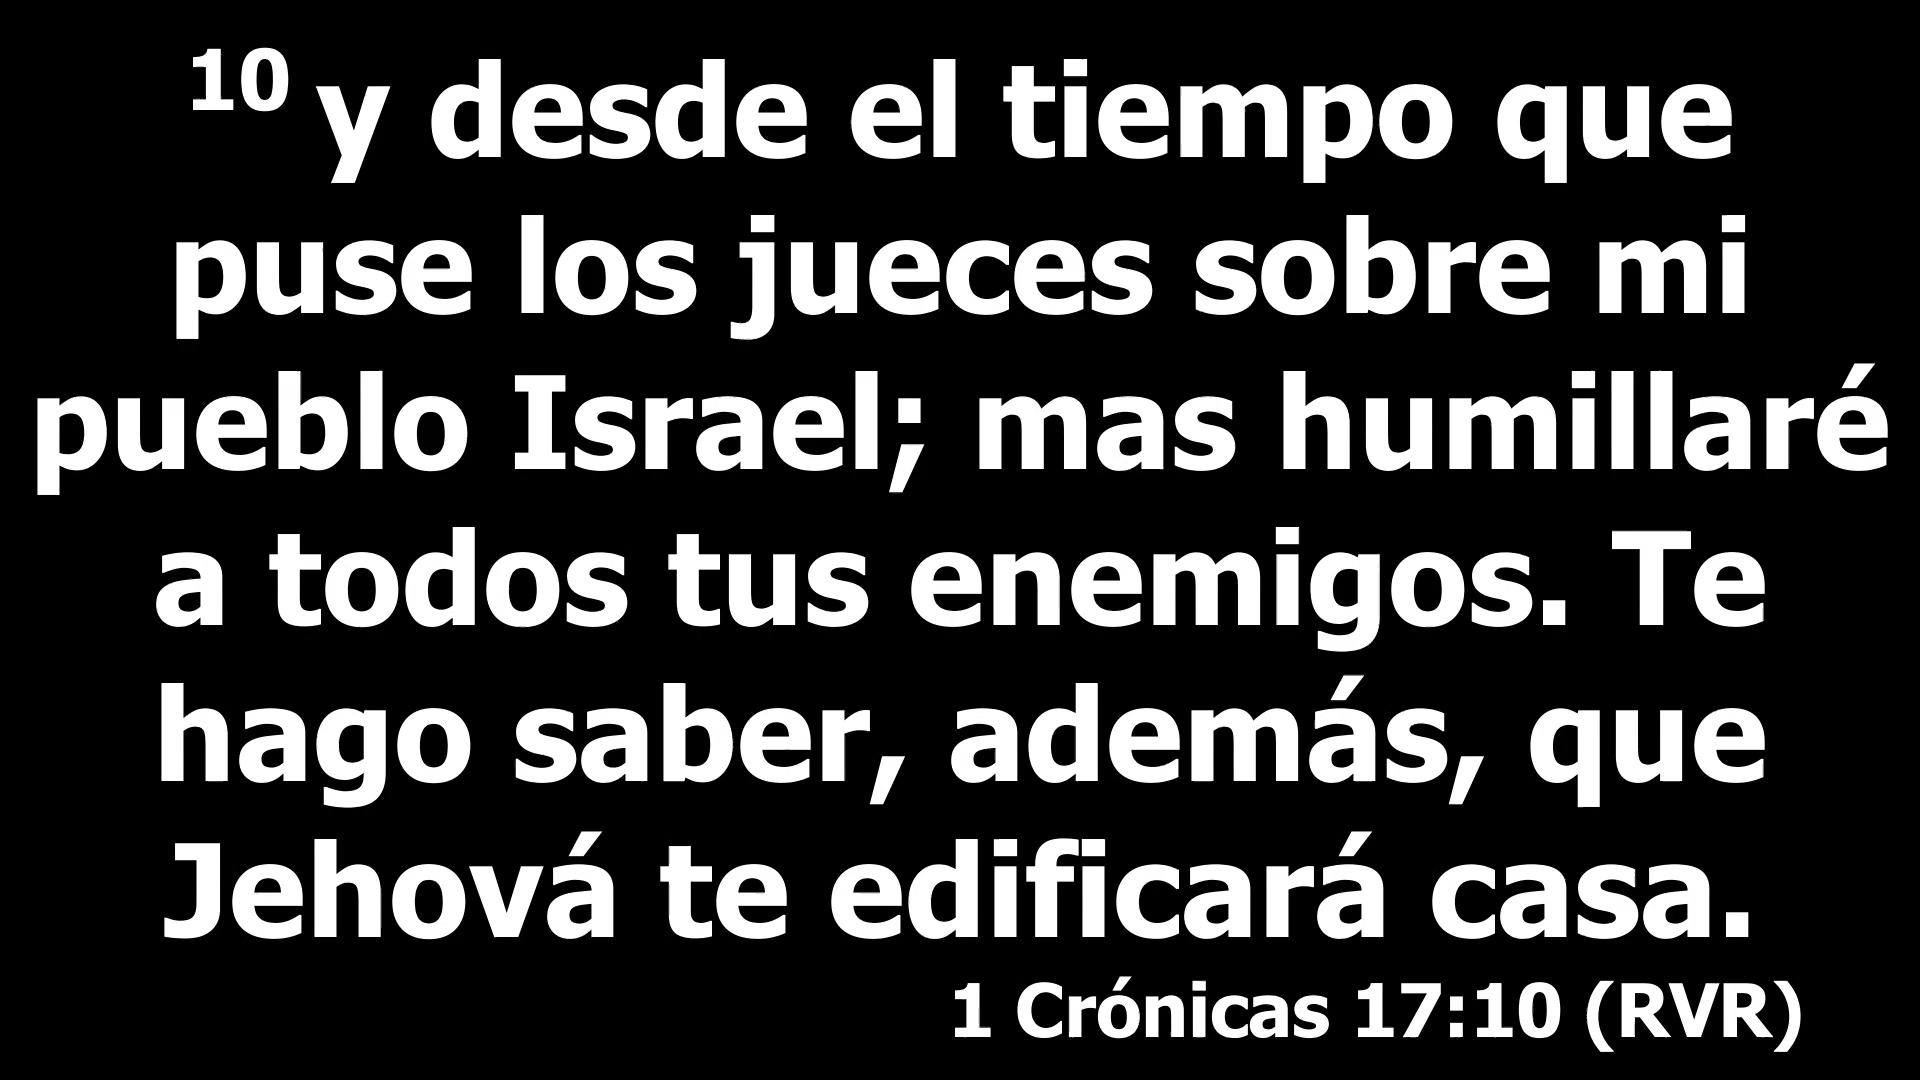 10 y desde el tiempo que
puse los jueces sobre mi
pueblo Israel; mas humillaré
a todos tus enemigos. Te
hago saber, además, que
Jehová te edificará casa.
1 Crónicas 17:10 (RVR)